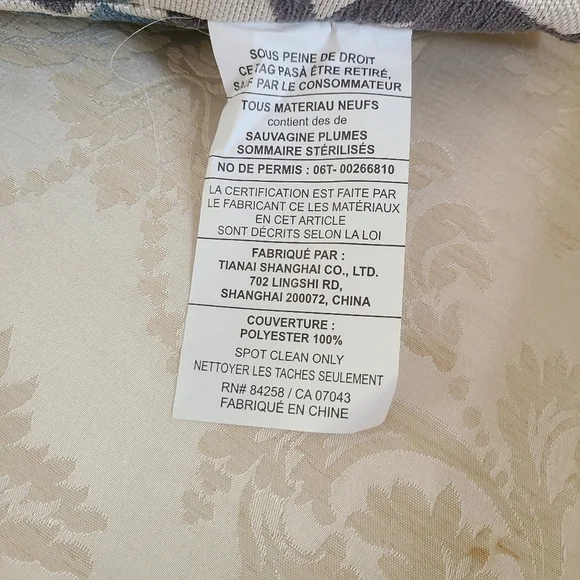 SOUS PEINE DE DROIT
CE TAG PAS À ÊTRE RETIRÉ,
SAUF PAR LE CONSOMMATEUR
TOUS MATERIAU NEUFS
contient des de
SAUVAGINE PLUMES
SOMMAIRE STÉRILISÉS
NO DE PERMIS : 06T- 00266810
LA CERTIFICATION EST FAITE PAR
LE FABRICANT CE LES MATÉRIAUX
EN CET ARTICLE
SONT DÉCRITS SELON LA LOI
FABRIQUÉ PAR :
TIANAI SHANGHAI CO., LTD.
702 LINGSHI RD,
SHANGHAI 200072, CHINA
COUVERTURE :
POLYESTER 100%
SPOT CLEAN ONLY
NETTOYER LES TACHES SEULEMENT
RN# 84258 / CA 07043
FABRIQUÉ EN CHINE